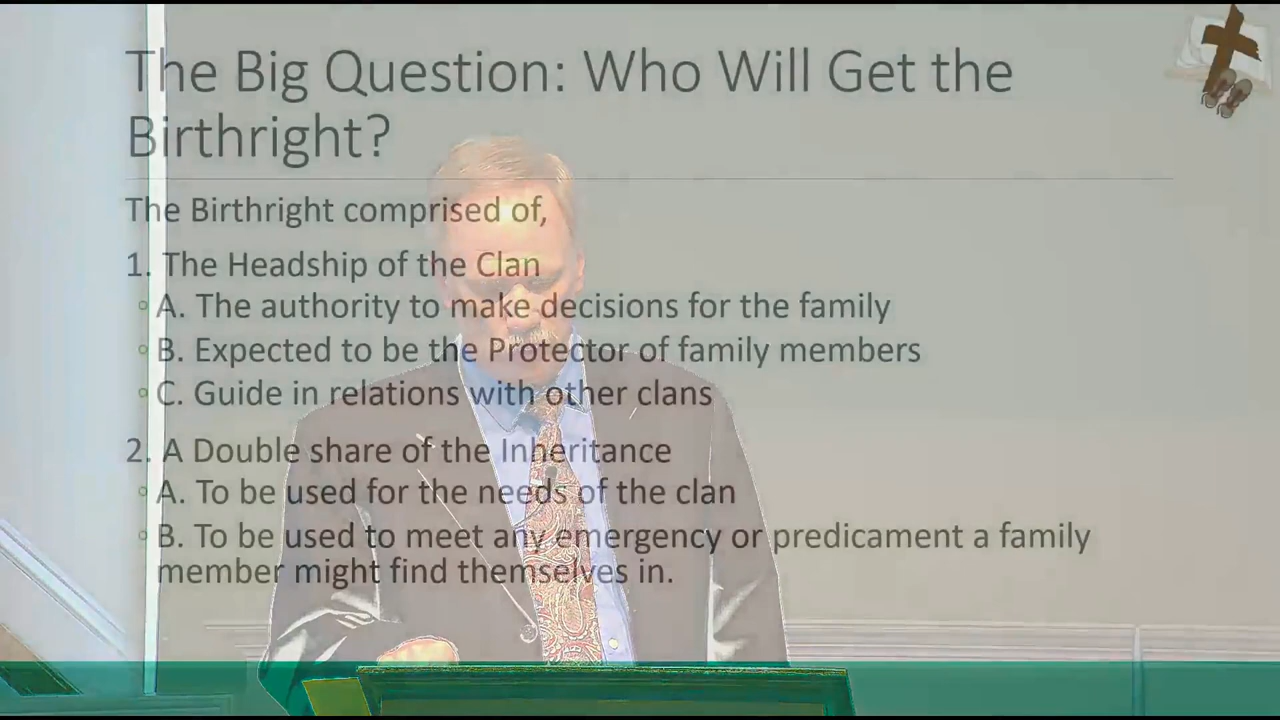 The Big Question: Who Will Get the
Birthright?
The Birthright comprised of,
1. The Headship of the Clan
A. The authority to make decisions for the family
B. Expected to be the Protector of family members
C. Guide in relations with other clans
2. A Double share of the Inheritance
A. To be used for the needs of the clan
B. To be used to meet any emergency or predicament a family
member might find themselves in.